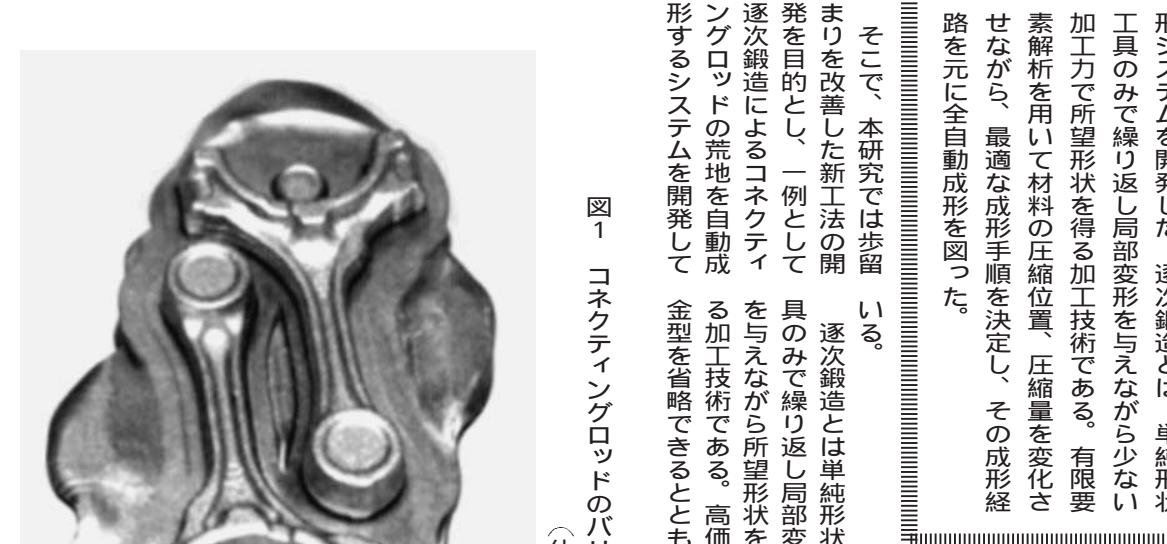 形システムを開発した。逐次鍛造とは、単純形状
工具のみで繰り返し局部変形を与えながら少ない
加工力で所望形状を得る加工技術である。有限要
素解析を用いて材料の圧縮位置、圧縮量を変化さ
せながら、最適な成形手順を決定し、その成形経
路を元に全自動成形を図った。
そこで、本研究では歩留
まりを改善した新工法の開
発を目的とし、一例として
逐次鍛造によるコネクティ
ングロッドの荒地を自動成
形するシステムを開発して
いる。
逐次鍛造とは単純形状
具のみで繰り返し局部変
を与えながら所望形状を
る加工技術である。高価
金型を省略できるととも
図1 コネクティングロッドのバ